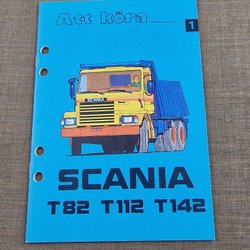 Att köra
1
SCANIA
SCANIA
T82 T112 T142